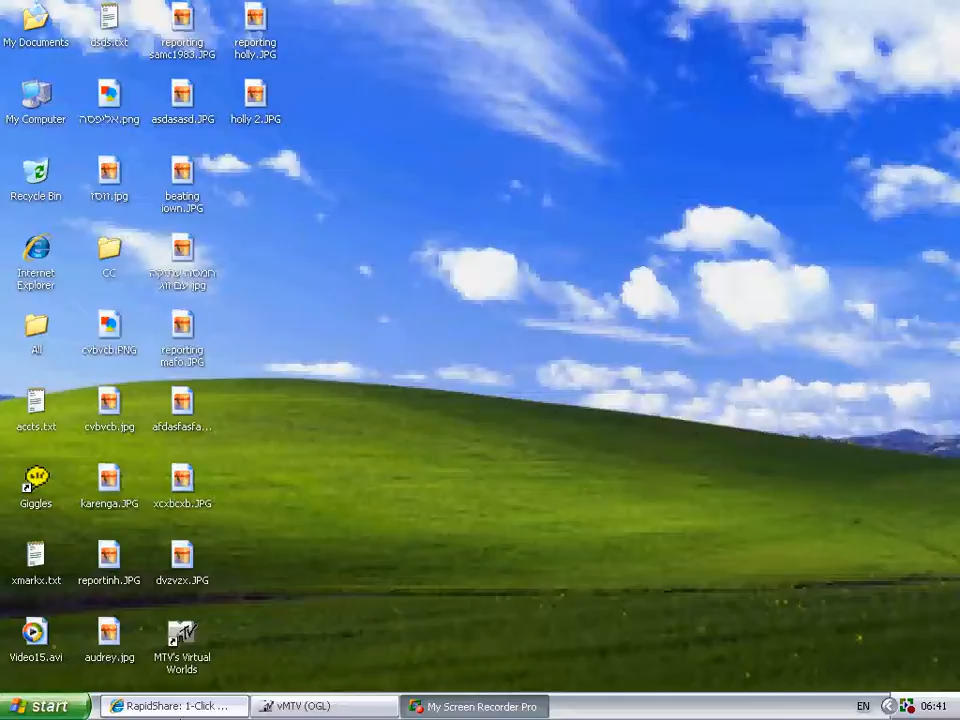 My Documents
dsds.txt
reporting
samc1983.JPG
reporting
holly.JPG
My Computer
אליפסה.png
asdasasd.JPG
holly 2.JPG
Recycle Bin
beating
Internet
Explorer
CC
All
cvbvcb.PNG
reporting
mafo.JPG
accts.txt
cvbvcb.jpg
afdasfasfa...
Giggles
karenga.JPG
xcxbcxb.JPG
xmarkx.txt
reportinh.JPG
dvzvzx.JPG
Video15.avi
audrey.jpg
MTV's Virtual
Worlds
start
RapidShare: 1-Click ...
vMTV (OGL)
My Screen Recorder Pro
EN
06:41